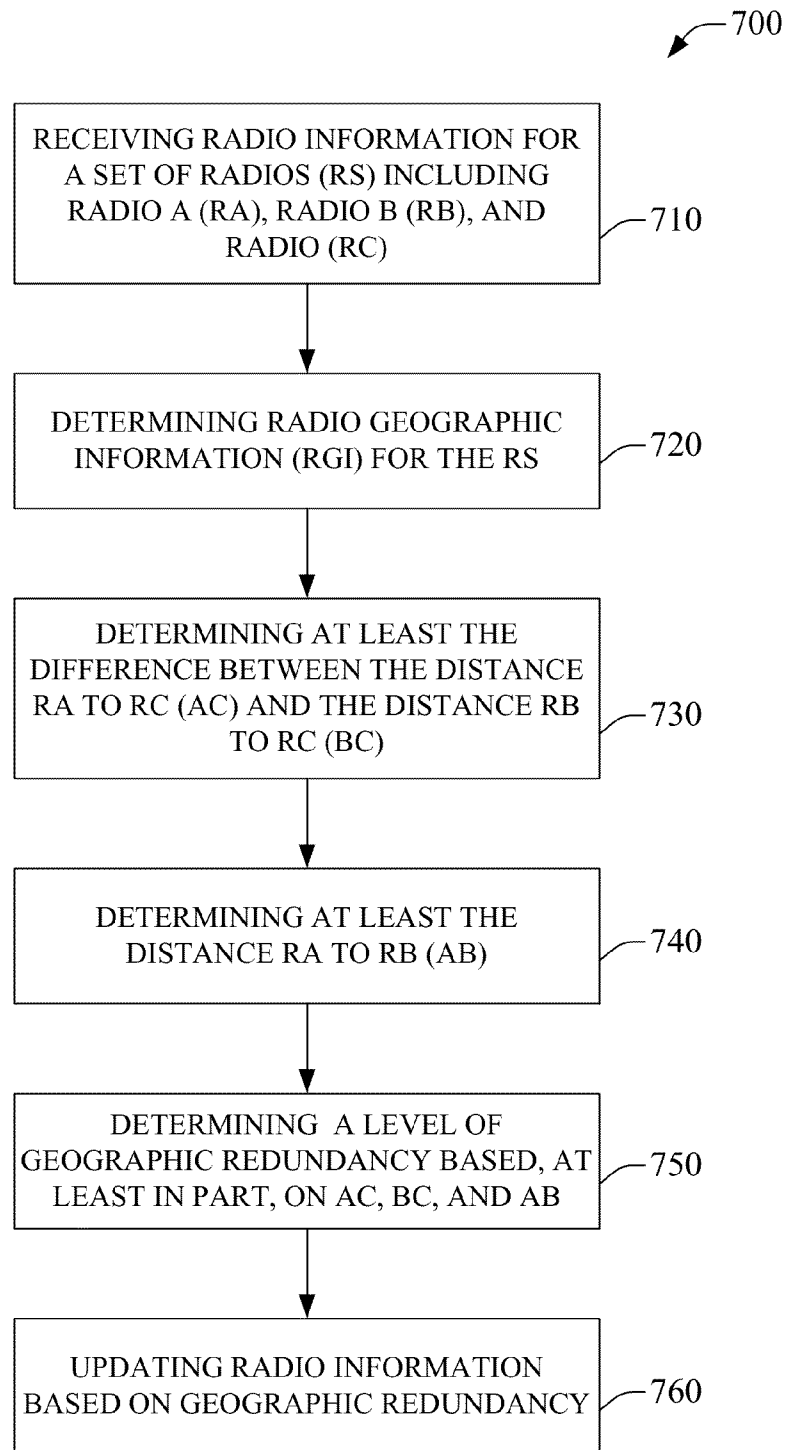 700
RECEIVING RADIO INFORMATION FOR
A SET OF RADIOS (RS) INCLUDING
RADIO A (RA), RADIO B (RB), AND
RADIO (RC)
710
DETERMINING RADIO GEOGRAPHIC
INFORMATION (RGI) FOR THE RS
720
DETERMINING AT LEAST THE
DIFFERENCE BETWEEN THE DISTANCE
RA TO RC (AC) AND THE DISTANCE RB
TO RC (BC)
730
DETERMINING AT LEAST THE
DISTANCE RA TO RB (AB)
740
DETERMINING A LEVEL OF
GEOGRAPHIC REDUNDANCY BASED, AT
LEAST IN PART, ON AC, BC, AND AB
750
UPDATING RADIO INFORMATION
BASED ON GEOGRAPHIC REDUNDANCY
760